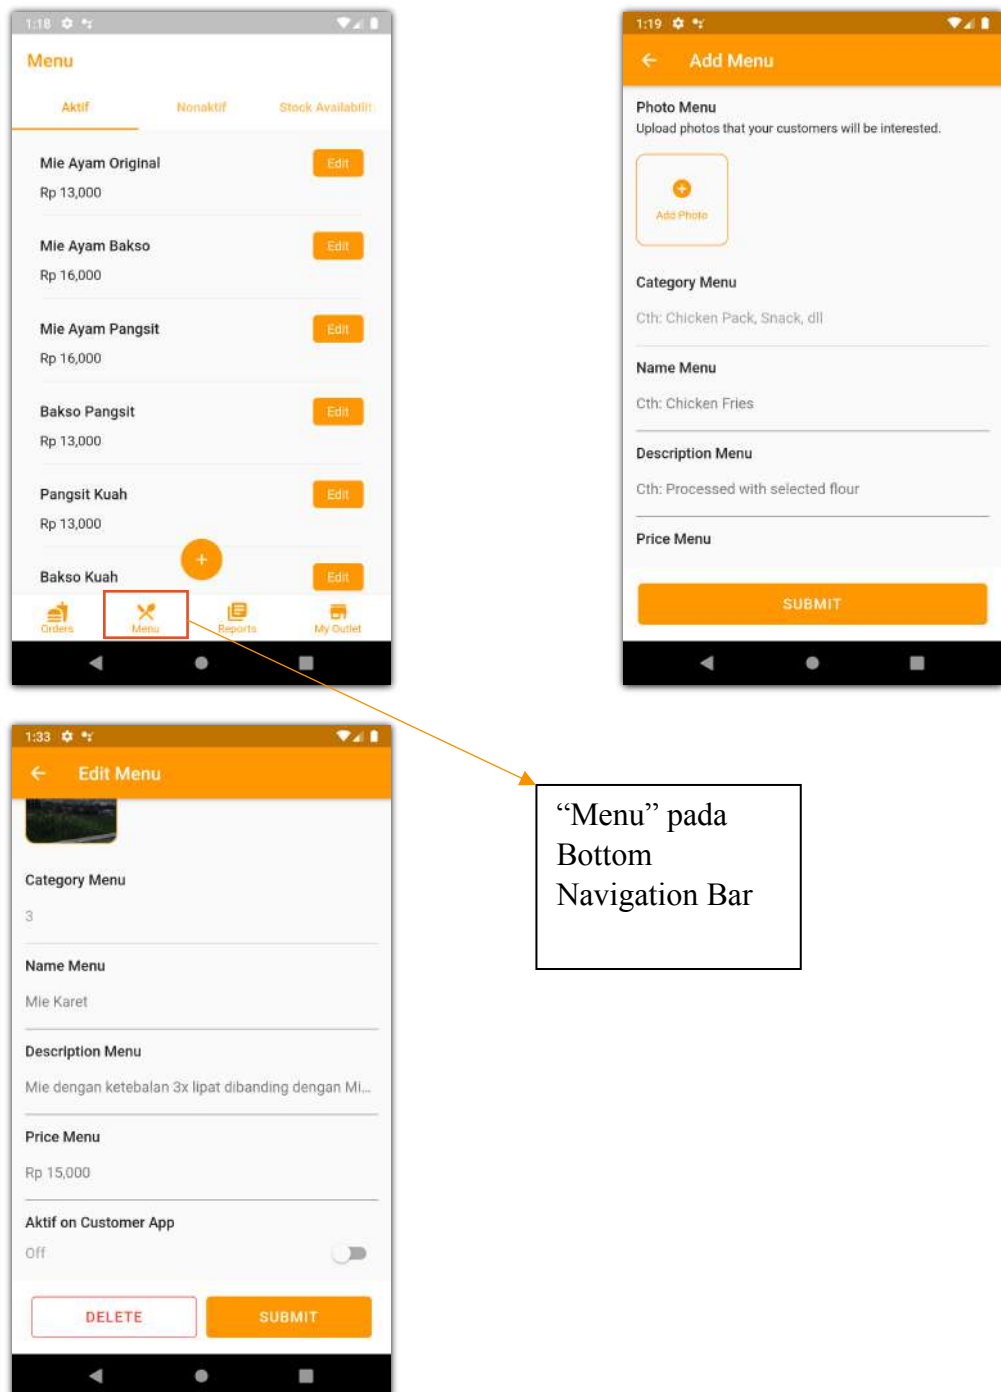 1:18
Menu
Aktif
Nonaktif
Stock Availabilit
Mie Ayam Original
Edit
Rp 13,000
Mie Ayam Bakso
Edit
Rp 16,000
Mie Ayam Pangsit
Edit
Rp 16,000
Bakso Pangsit
Edit
Rp 13,000
Pangsit Kuah
Edit
Rp 13,000
+
Bakso Kuah
Edit
Orders
Menu
Reports
My Outlet
1:19
Add Menu
Photo Menu
Upload photos that your customers will be interested.
Add Photo
Category Menu
Cth: Chicken Pack, Snack, dll
Name Menu
Cth: Chicken Fries
Description Menu
Cth: Processed with selected flour
Price Menu
SUBMIT
1:33
Edit Menu
Category Menu
3
Name Menu
Mie Karet
Description Menu
Mie dengan ketebalan 3x lipat dibanding dengan Mi...
Price Menu
Rp 15,000
Aktif on Customer App
Off
DELETE
SUBMIT
“Menu” pada
Bottom
Navigation Bar